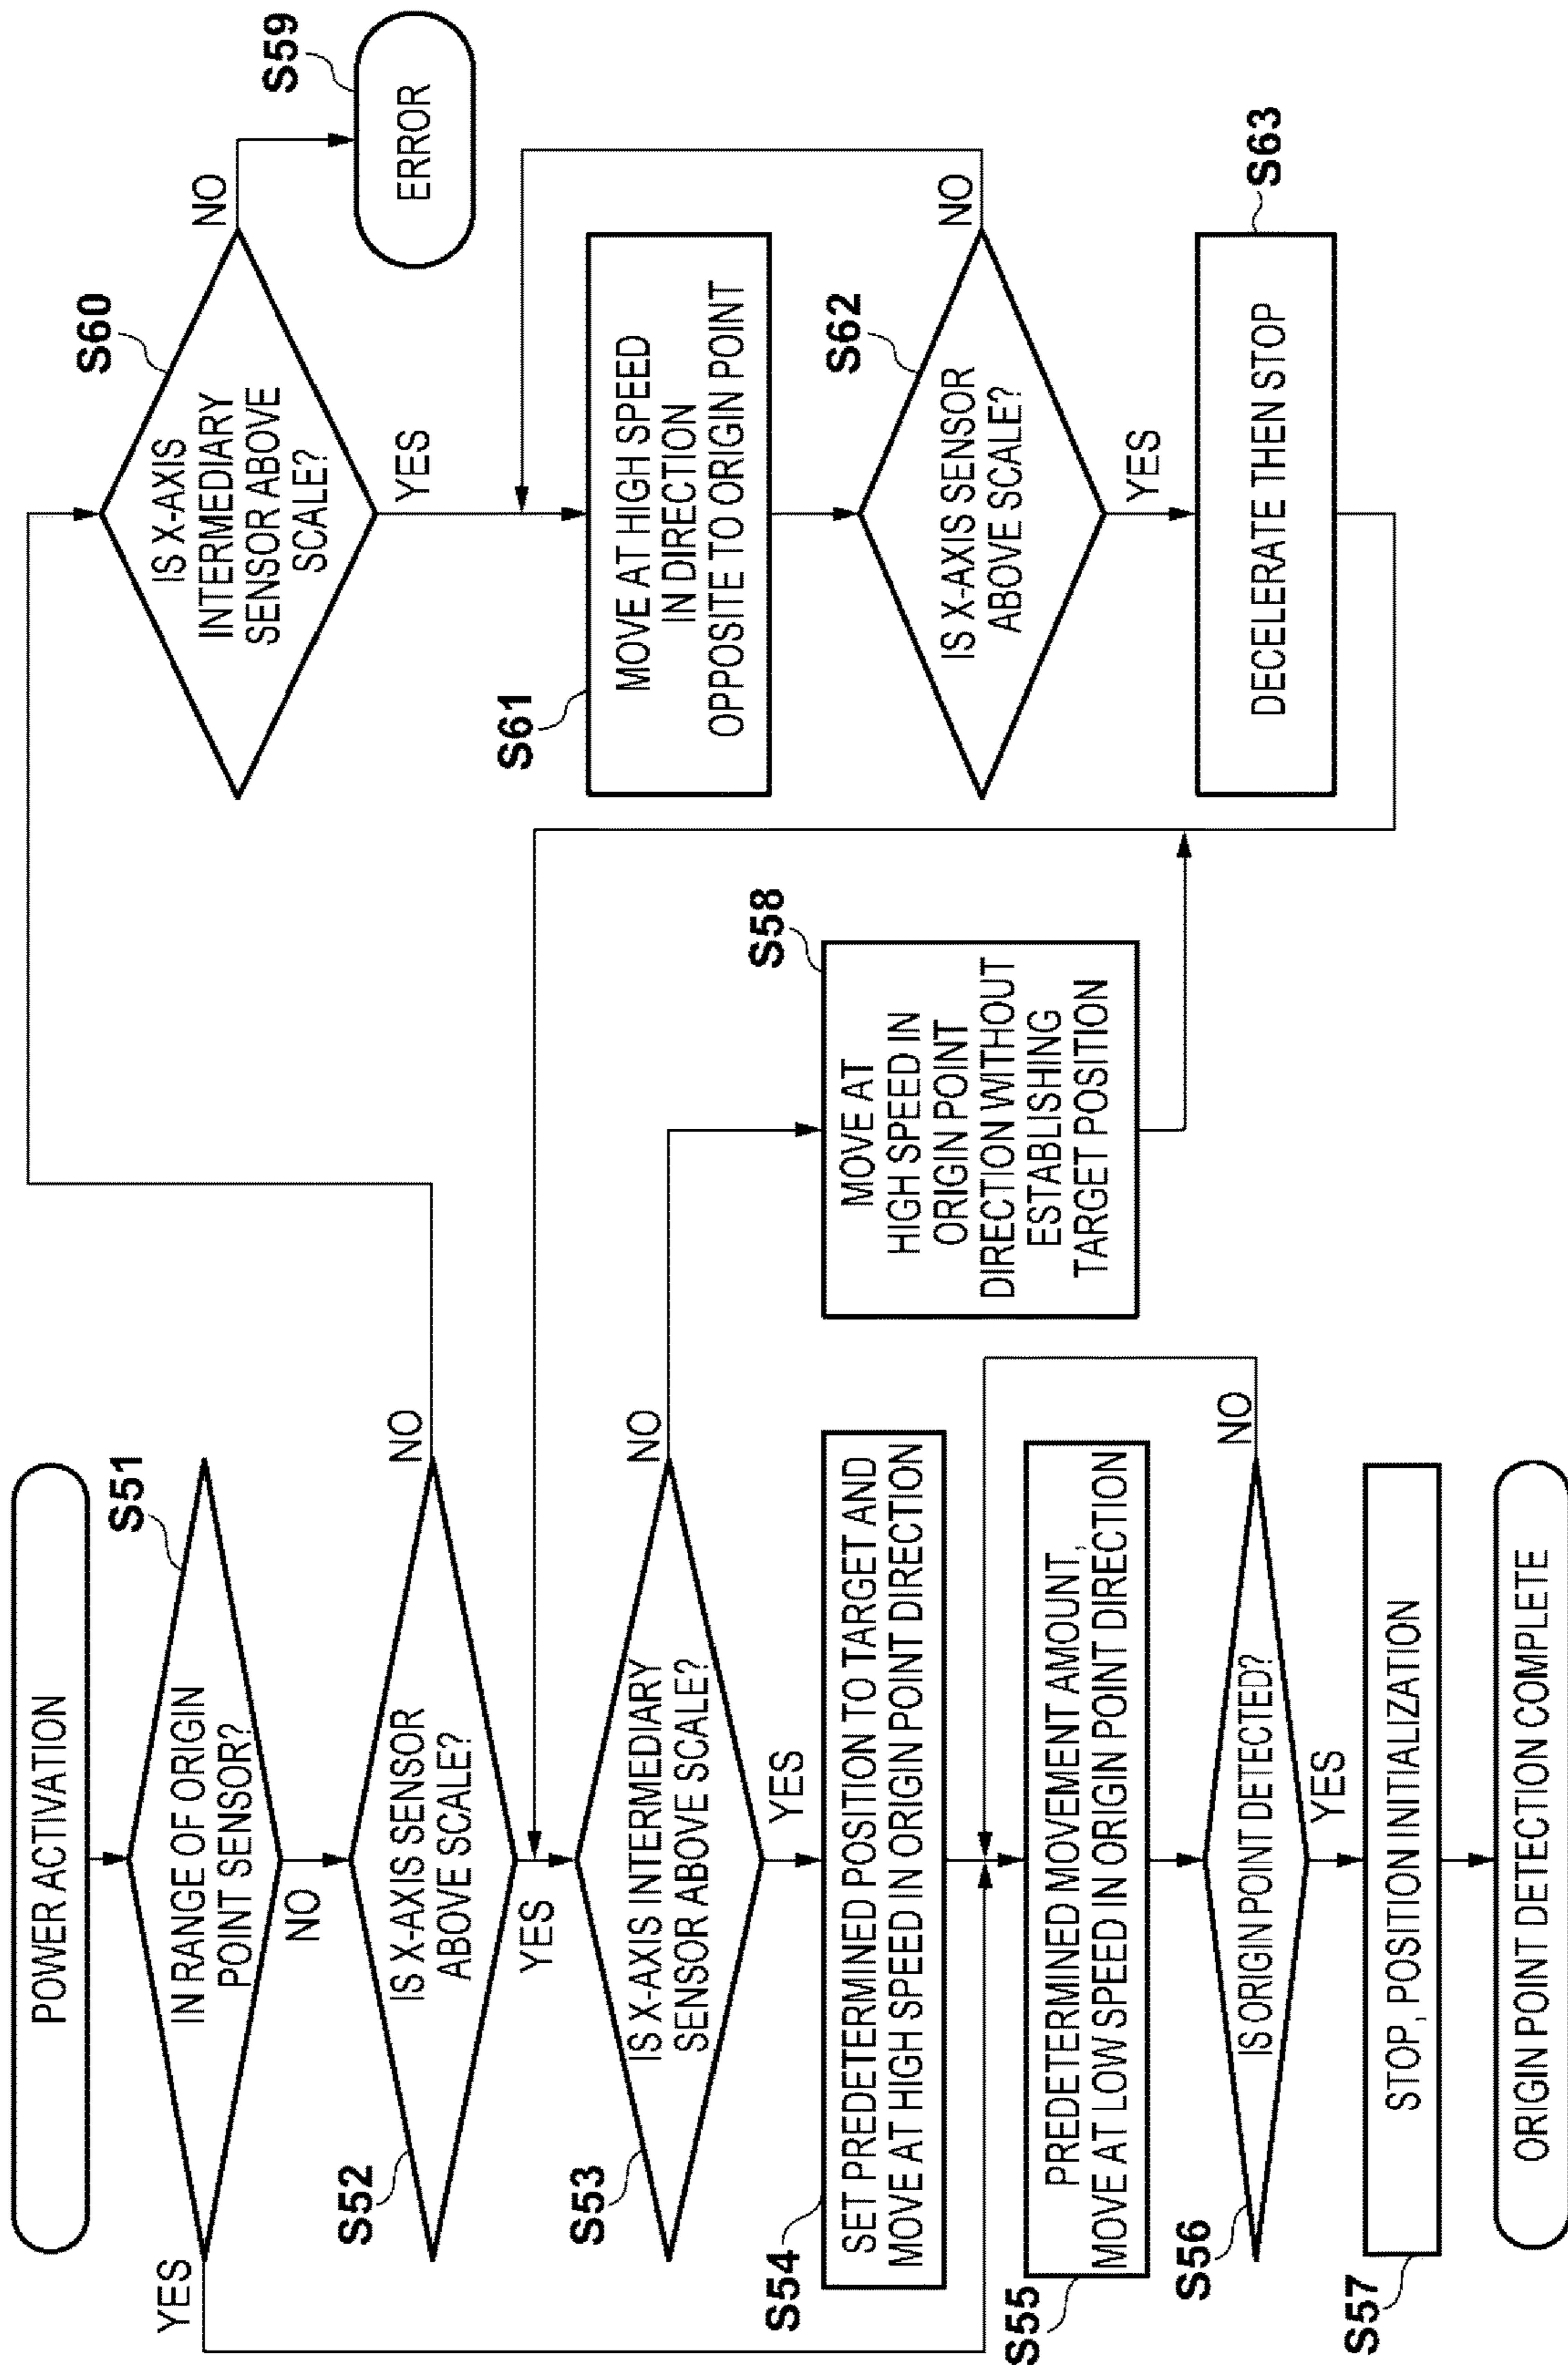 POWER ACTIVATION
S51
IN RANGE OF ORIGIN
POINT SENSOR?
YES
NO
S52
IS X-AXIS SENSOR
ABOVE SCALE?
NO
YES
S53
IS X-AXIS INTERMEDIARY
SENSOR ABOVE SCALE?
NO
YES
S54
SET PREDETERMINED POSITION TO TARGET AND
MOVE AT HIGH SPEED IN ORIGIN POINT DIRECTION
S55
PREDETERMINED MOVEMENT AMOUNT,
MOVE AT LOW SPEED IN ORIGIN POINT DIRECTION
S56
IS ORIGIN POINT DETECTED?
NO
YES
S57
STOP, POSITION INITIALIZATION
ORIGIN POINT DETECTION COMPLETE
S58
MOVE AT
HIGH SPEED IN
ORIGIN POINT
DIRECTION WITHOUT
ESTABLISHING
TARGET POSITION
S60
IS X-AXIS
INTERMEDIARY
SENSOR ABOVE
SCALE?
NO
YES
S59
ERROR
S61
MOVE AT HIGH SPEED
IN DIRECTION
OPPOSITE TO ORIGIN POINT
S62
IS X-AXIS SENSOR
ABOVE SCALE?
NO
YES
S63
DECELERATE THEN STOP